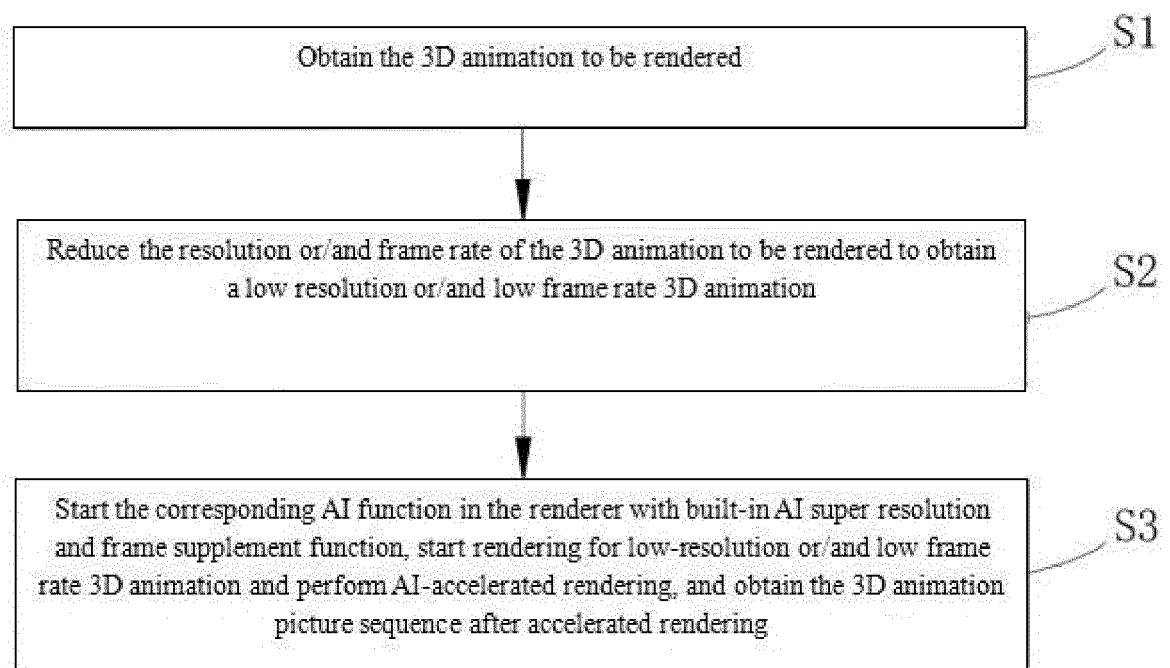 Obtain the 3D animation to be rendered
S1
Reduce the resolution or/and frame rate of the 3D animation to be rendered to obtain
a low resolution or/and low frame rate 3D animation
S2
Start the corresponding AI function in the renderer with built-in AI super resolution
and frame supplement function, start rendering for low-resolution or/and low frame
rate 3D animation and perform AI-accelerated rendering, and obtain the 3D animation
picture sequence after accelerated rendering
S3